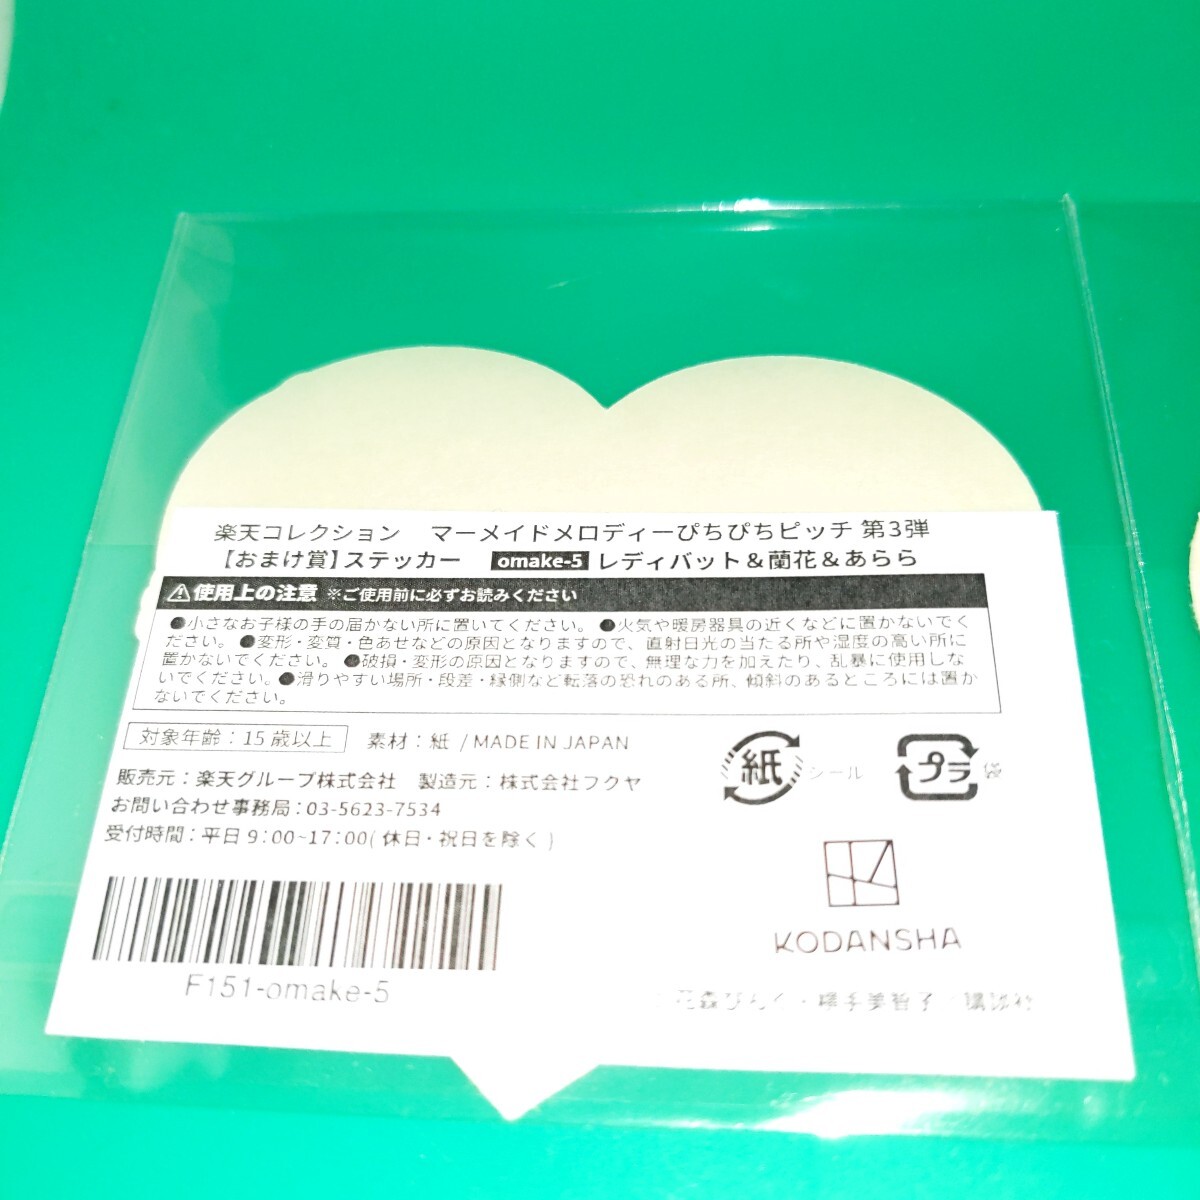 楽天コレクション　マーメイドメロディーぴちぴちピッチ 第3弾
【おまけ賞】ステッカー　omake-5 レディバット＆蘭花＆あらら
⚠使用上の注意 ※ご使用前に必ずお読みください
●小さなお子様の手の届かない所に置いてください。 ●火気や暖房器具の近くなどに置かないでく
ださい。 ●変形・変質・色あせなどの原因となりますので、直射日光の当たる所や湿度の高い所に
置かないでください。 ●破損・変形の原因となりますので、無理な力を加えたり、乱暴に使用しな
いでください。●滑りやすい場所・段差・縁側など転落の恐れのある所、傾斜のあるところには置か
ないでください。
対象年齢：15歳以上　素材：紙 / MADE IN JAPAN
販売元：楽天グループ株式会社　製造元：株式会社フクヤ
お問い合わせ事務局：03-5623-7534
受付時間：平日 9：00~17：00( 休日・祝日を除く )
紙 シール
プラ 袋
F151-omake-5
KODANSHA
花森ぴんく・横手美智子／講談社